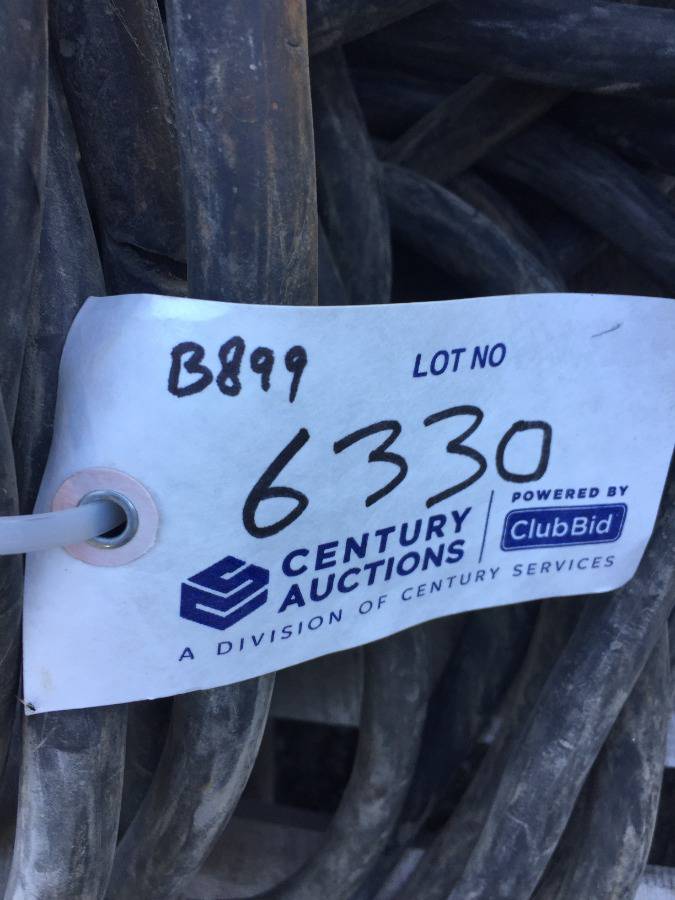 B899
LOT NO
6330
CENTURY
AUCTIONS
POWERED BY
ClubBid
A DIVISION OF CENTURY SERVICES